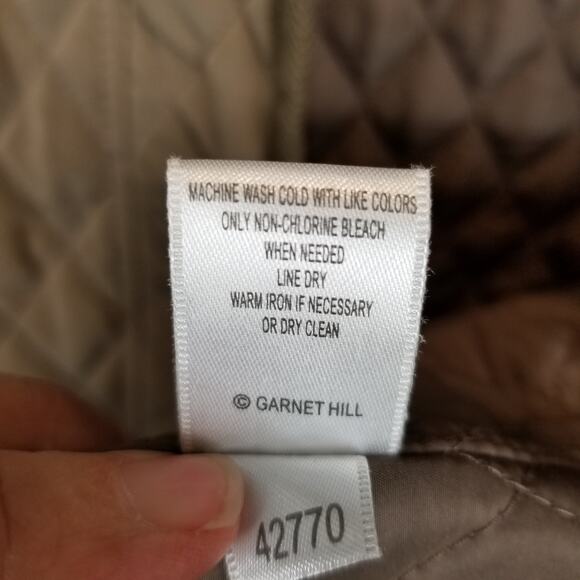 MACHINE WASH COLD WITH LIKE COLORS
ONLY NON-CHLORINE BLEACH
WHEN NEEDED
LINE DRY
WARM IRON IF NECESSARY
OR DRY CLEAN
© GARNET HILL
42770